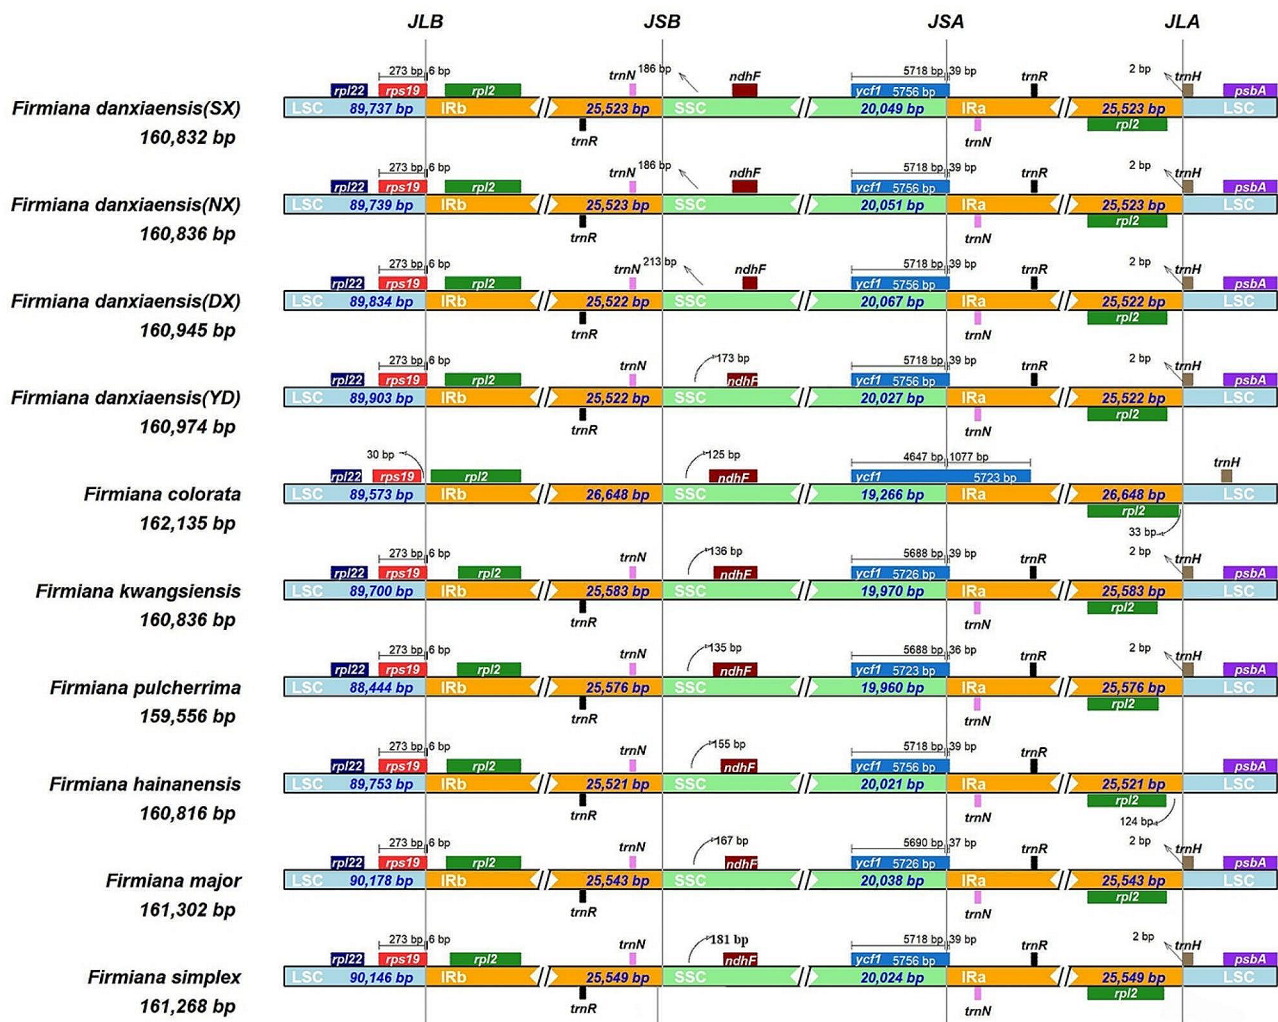 JLB JSB JSA JLA
273 bp 6 bp trnN 186 bp ndhF 5718 bp 39 bp trnR 2 bp trnH
rpl22 rps19 rpl2 ycf1 5756 bp psbA
Firmiana danxiaensis(SX) LSC 89,737 bp IRb 25,523 bp SSC 20,049 bp IRa 25,523 bp LSC
160,832 bp trnR trnN rpl2
273 bp 6 bp trnN 186 bp ndhF 5718 bp 39 bp trnR 2 bp trnH
rpl22 rps19 rpl2 ycf1 5756 bp psbA
Firmiana danxiaensis(NX) LSC 89,739 bp IRb 25,523 bp SSC 20,051 bp IRa 25,523 bp LSC
160,836 bp trnR trnN rpl2
273 bp 6 bp trnN 213 bp ndhF 5718 bp 39 bp trnR 2 bp trnH
rpl22 rps19 rpl2 ycf1 5756 bp psbA
Firmiana danxiaensis(DX) LSC 89,834 bp IRb 25,522 bp SSC 20,067 bp IRa 25,522 bp LSC
160,945 bp trnR trnN rpl2
273 bp 6 bp trnN 173 bp 5718 bp 39 bp trnR 2 bp trnH
rpl22 rps19 rpl2 ndhF ycf1 5756 bp psbA
Firmiana danxiaensis(YD) LSC 89,903 bp IRb 25,522 bp SSC 20,027 bp IRa 25,522 bp LSC
160,974 bp trnR trnN rpl2
30 bp 125 bp 4647 bp 1077 bp trnH
rpl22 rps19 rpl2 ndhF ycf1 5723 bp
Firmiana colorata LSC 89,573 bp IRb 26,648 bp SSC 19,266 bp IRa 26,648 bp LSC
162,135 bp rpl2 33 bp
273 bp 6 bp trnN 136 bp 5688 bp 39 bp trnR 2 bp trnH
rpl22 rps19 rpl2 ndhF ycf1 5726 bp psbA
Firmiana kwangsiensis LSC 89,700 bp IRb 25,583 bp SSC 19,970 bp IRa 25,583 bp LSC
160,836 bp trnR trnN rpl2
273 bp 6 bp trnN 135 bp 5688 bp 36 bp trnR 2 bp trnH
rpl22 rps19 rpl2 ndhF ycf1 5723 bp psbA
Firmiana pulcherrima LSC 88,444 bp IRb 25,576 bp SSC 19,960 bp IRa 25,576 bp LSC
159,556 bp trnR trnN rpl2
273 bp 6 bp trnN 155 bp 5718 bp 39 bp trnR
rpl22 rps19 rpl2 ndhF ycf1 5756 bp psbA
Firmiana hainanensis LSC 89,753 bp IRb 25,521 bp SSC 20,021 bp IRa 25,521 bp LSC
160,816 bp trnR trnN rpl2 124 bp
273 bp 6 bp trnN 167 bp 5690 bp 37 bp trnR 2 bp trnH
rpl22 rps19 rpl2 ndhF ycf1 5726 bp psbA
Firmiana major LSC 90,178 bp IRb 25,543 bp SSC 20,038 bp IRa 25,543 bp LSC
161,302 bp trnR trnN rpl2
273 bp 6 bp trnN 181 bp 5718 bp 39 bp trnR 2 bp trnH
rpl22 rps19 rpl2 ndhF ycf1 5756 bp psbA
Firmiana simplex LSC 90,146 bp IRb 25,549 bp SSC 20,024 bp IRa 25,549 bp LSC
161,268 bp trnR trnN rpl2